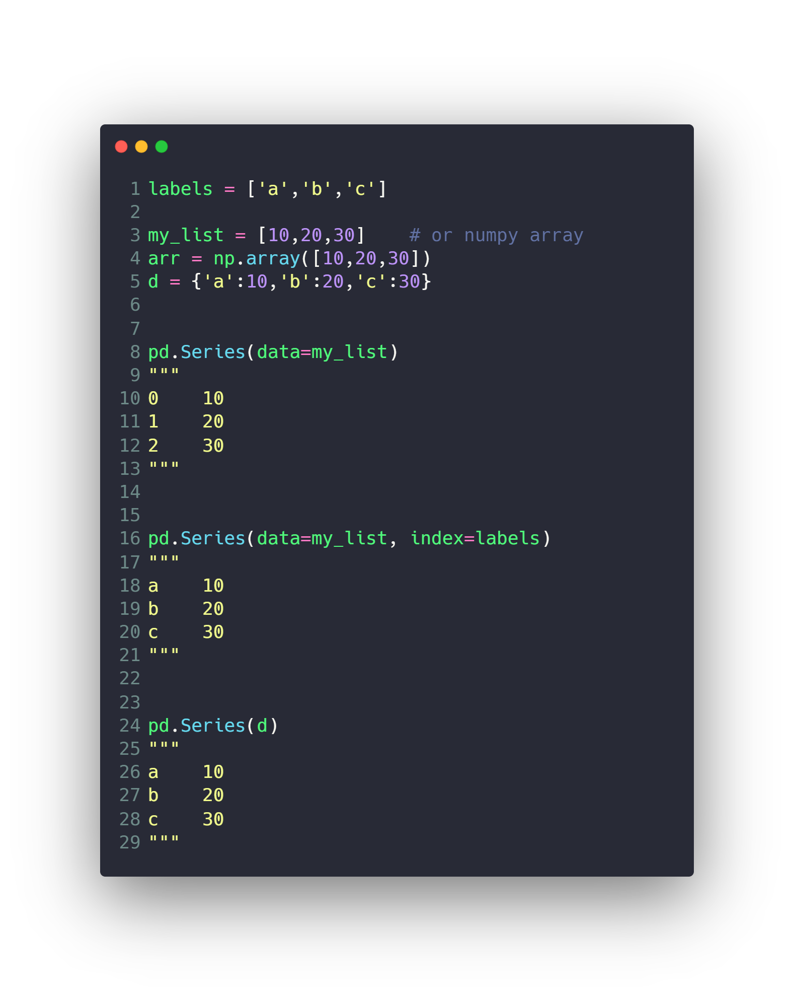 1 labels = ['a','b','c']
2
3 my_list = [10,20,30]    # or numpy array
4 arr = np.array([10,20,30])
5 d = {'a':10,'b':20,'c':30}
6
7
8 pd.Series(data=my_list)
9 """
10 0    10
11 1    20
12 2    30
13 """
14
15
16 pd.Series(data=my_list, index=labels)
17 """
18 a    10
19 b    20
20 c    30
21 """
22
23
24 pd.Series(d)
25 """
26 a    10
27 b    20
28 c    30
29 """